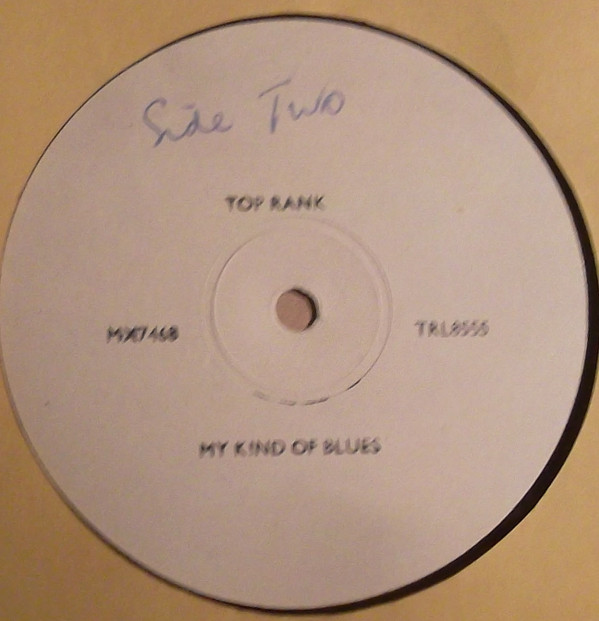 Side Two
TOP RANK
MX7468
TRL8555
MY KIND OF BLUES